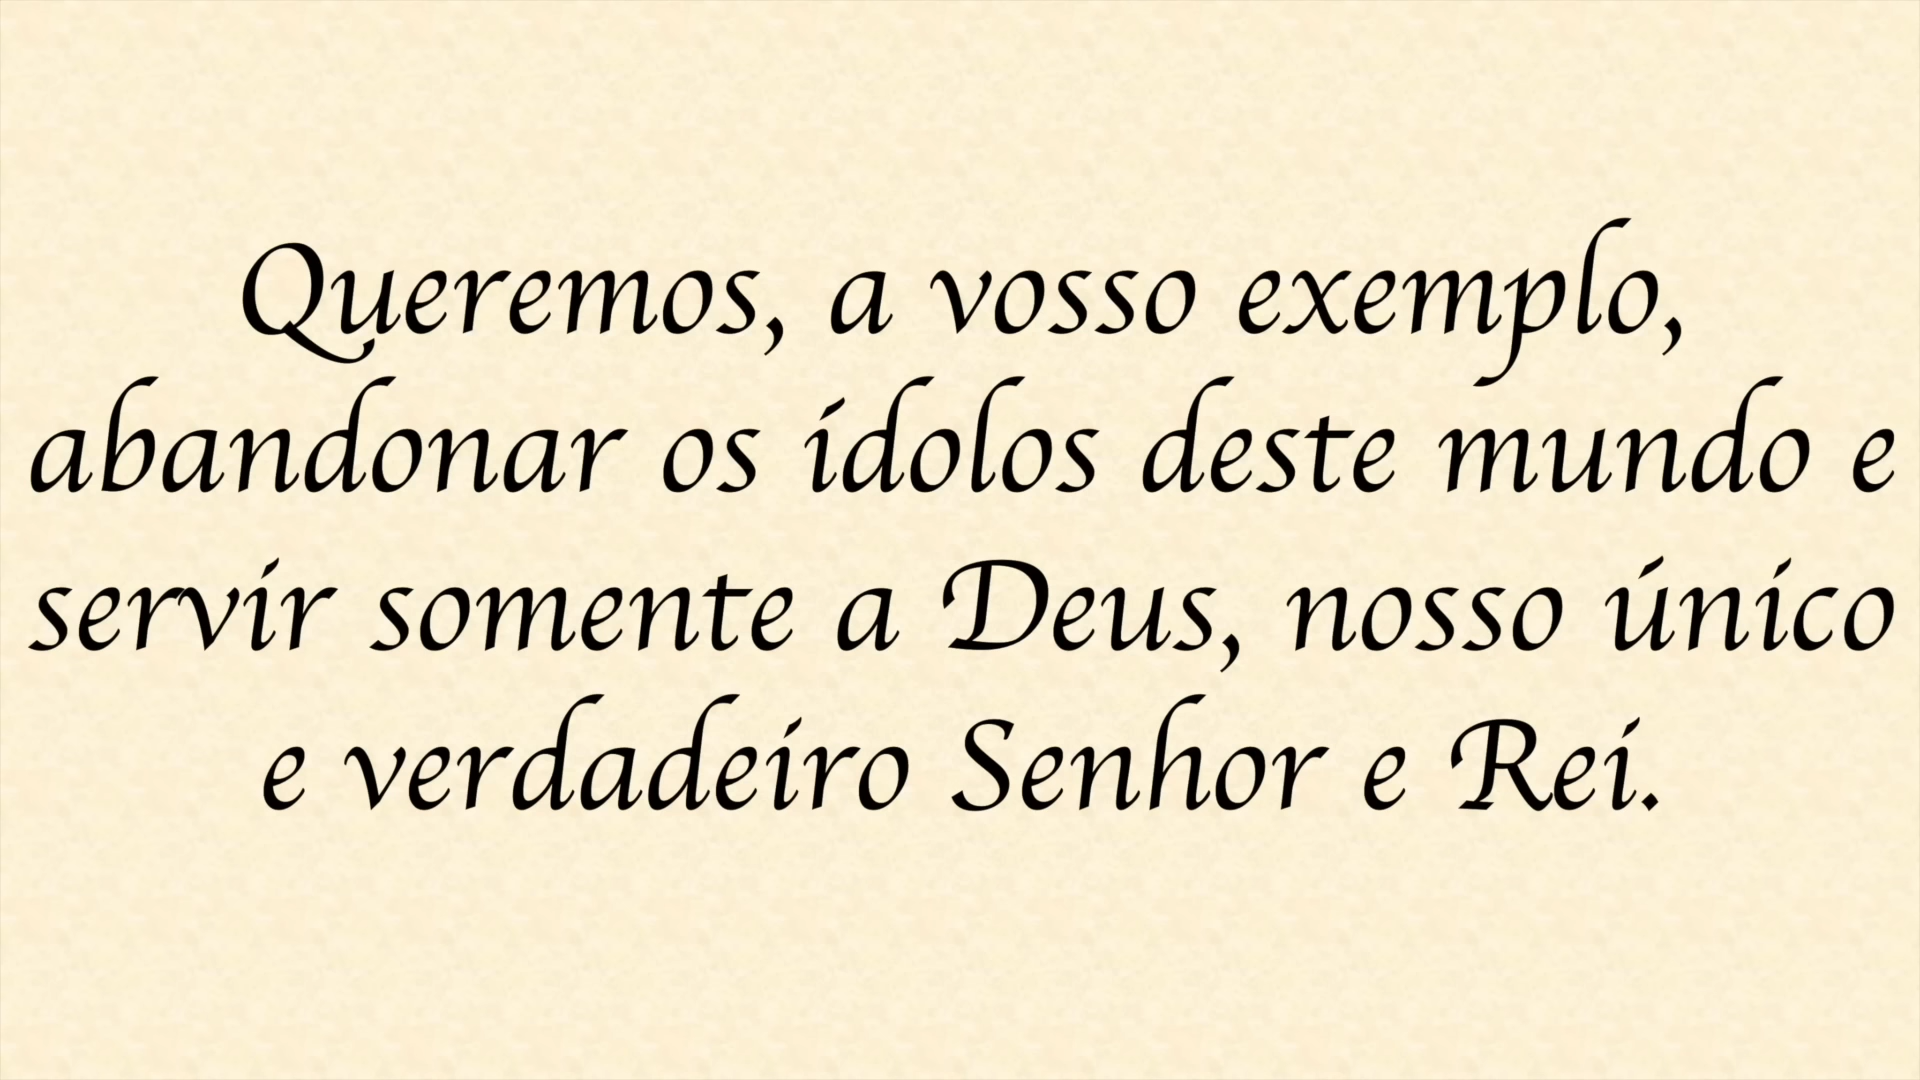 Queremos, a vosso exemplo,
abandonar os ídolos deste mundo e
servir somente a Deus, nosso único
e verdadeiro Senhor e Rei.